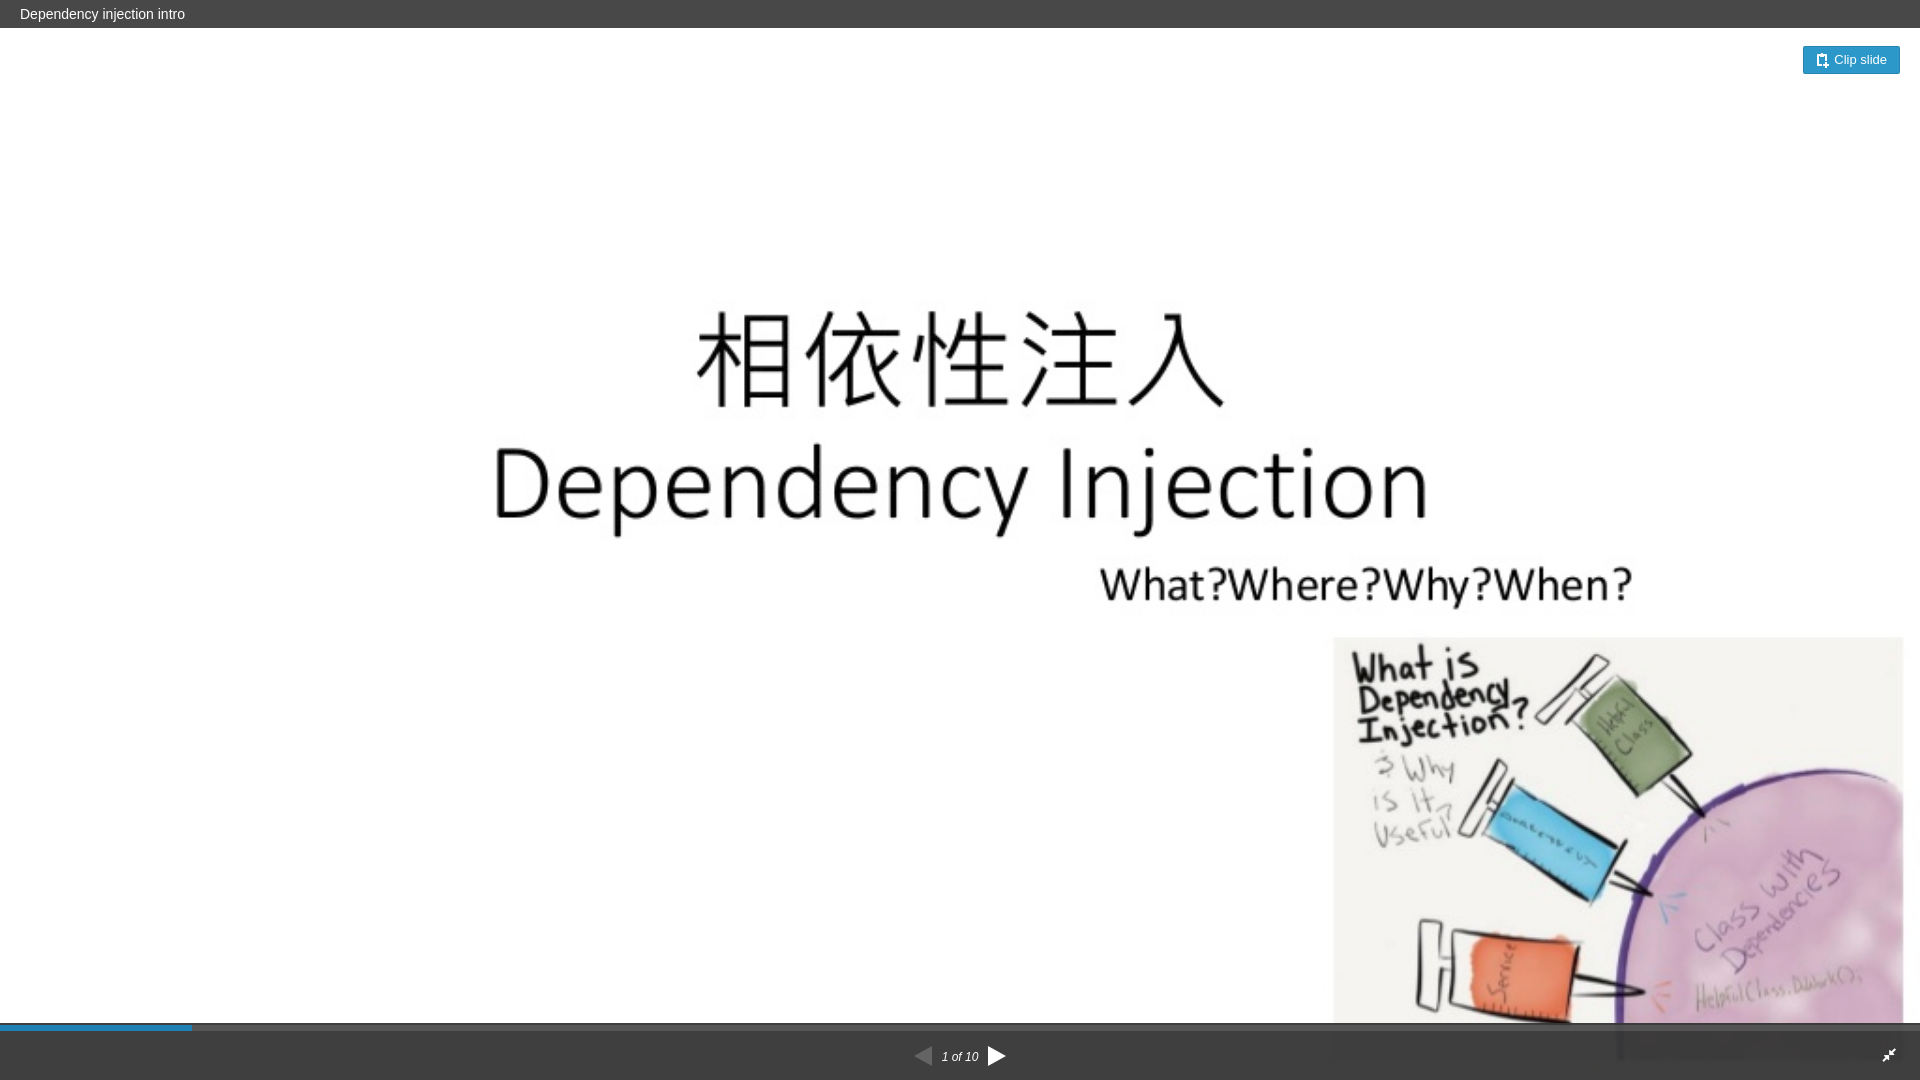 Dependency injection intro
Clip slide
相依性注入
Dependency Injection
What?Where?Why?When?
What is
Dependency
Injection?
& Why
is it
Useful?
Helpful
Class
Dependency
Service
Class with
Dependencies
HelpfulClass.DoWork();
1 of 10